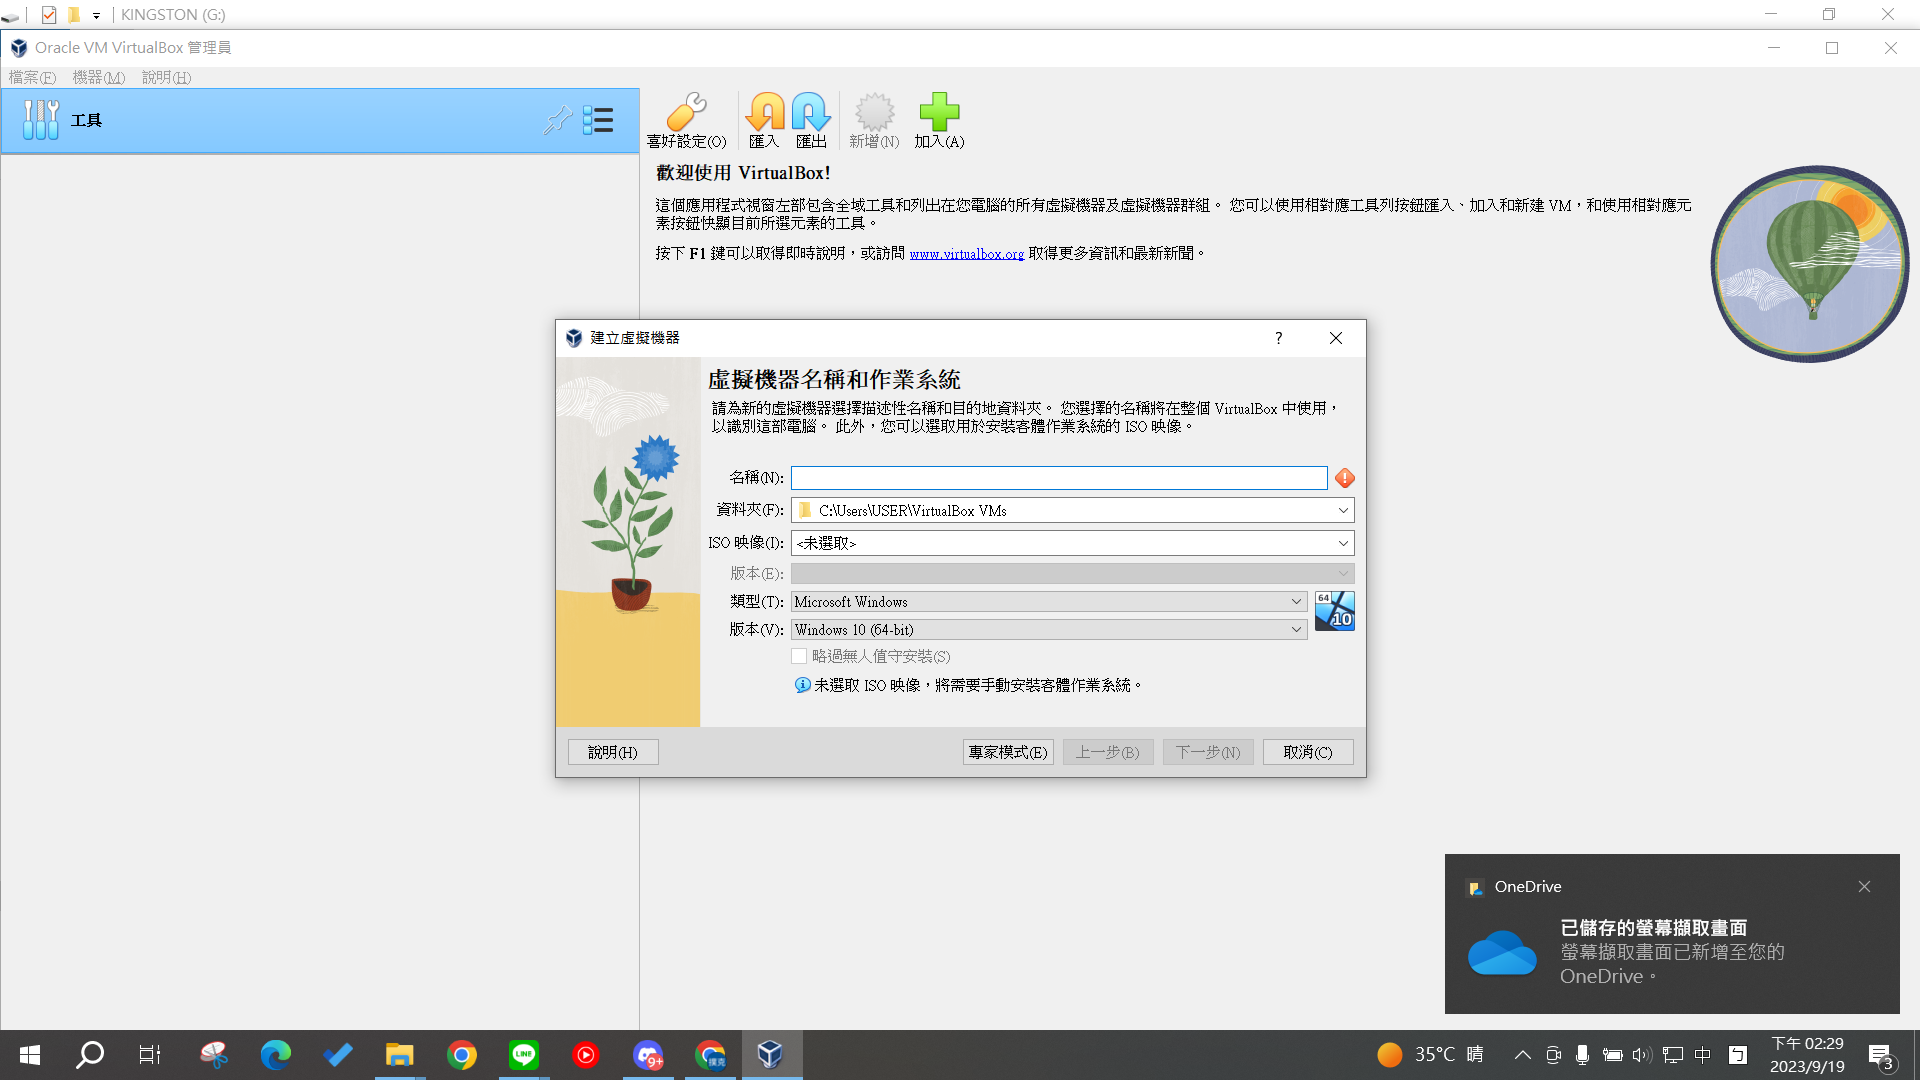 KINGSTON (G:)
Oracle VM VirtualBox 管理員
檔案(F) 機器(M) 說明(H)
工具
喜好設定(O) 匯入 匯出 新增(N) 加入(A)
歡迎使用 VirtualBox!
這個應用程式視窗左部包含全域工具和列出在您電腦的所有虛擬機器及虛擬機器群組。 您可以使用相對應工具列按鈕匯入、加入和新建 VM，和使用相對應元
素按鈕快顯目前所選元素的工具。
按下 F1 鍵可以取得即時說明，或訪問 www.virtualbox.org 取得更多資訊和最新新聞。
建立虛擬機器
?
虛擬機器名稱和作業系統
請為新的虛擬機器選擇描述性名稱和目的地資料夾。 您選擇的名稱將在整個 VirtualBox 中使用，
以識別這部電腦。 此外，您可以選取用於安裝客體作業系統的 ISO 映像。
名稱(N):
資料夾(F): C:\Users\USER\VirtualBox VMs
ISO 映像(I): <未選取>
版本(E):
類型(T): Microsoft Windows
64
10
版本(V): Windows 10 (64-bit)
略過無人值守安裝(S)
未選取 ISO 映像，將需要手動安裝客體作業系統。
說明(H) 專家模式(E) 上一步(B) 下一步(N) 取消(C)
OneDrive
已儲存的螢幕擷取畫面
螢幕擷取畫面已新增至您的
OneDrive。
LINE
9+
撲克
35°C 晴
中
ㄅ
下午 02:29
2023/9/19
3